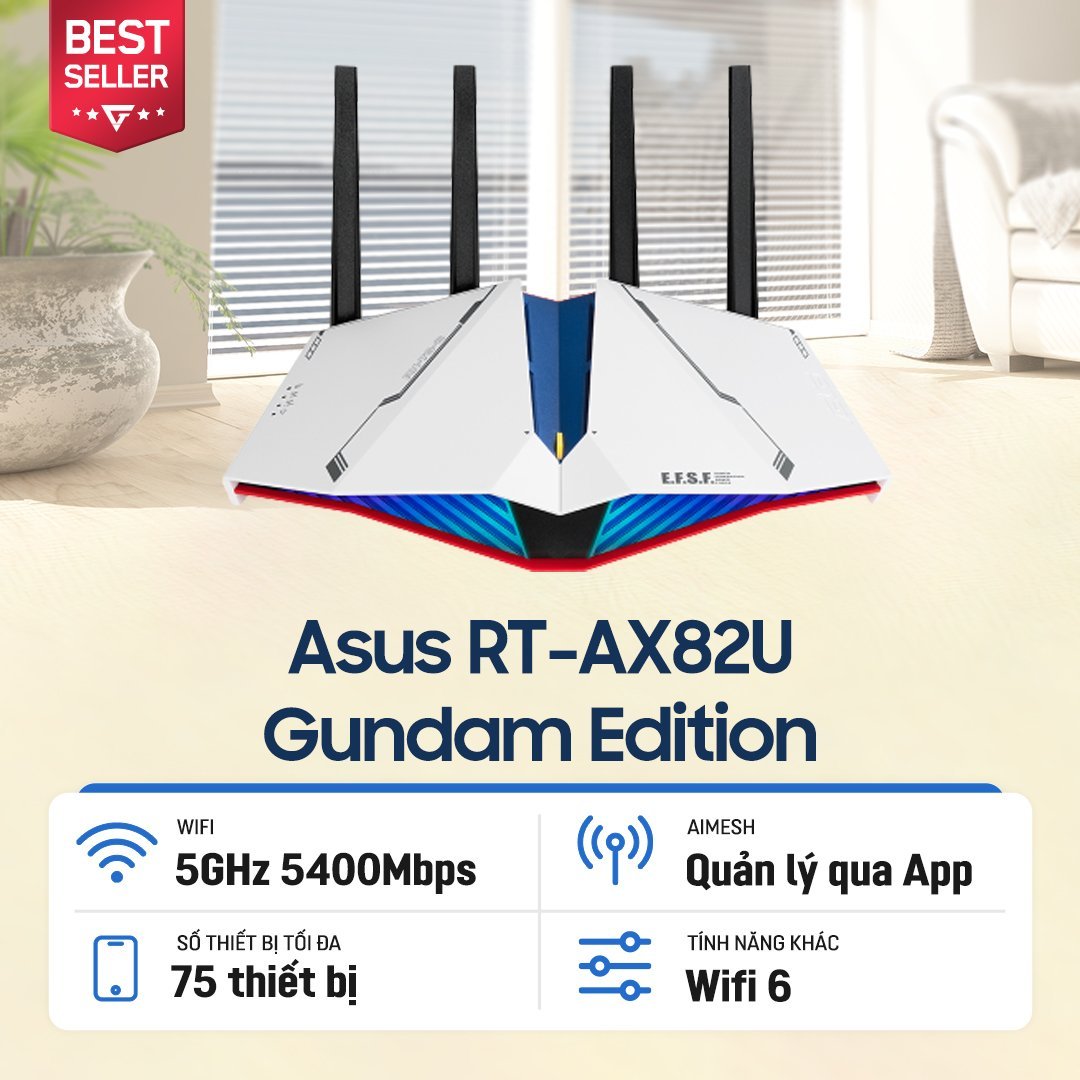 BEST
SELLER
E.F.S.F.
Asus RT-AX82U
Gundam Edition
WIFI
5GHz 5400Mbps
AIMESH
Quản lý qua App
SỐ THIẾT BỊ TỐI ĐA
75 thiết bị
TÍNH NĂNG KHÁC
Wifi 6